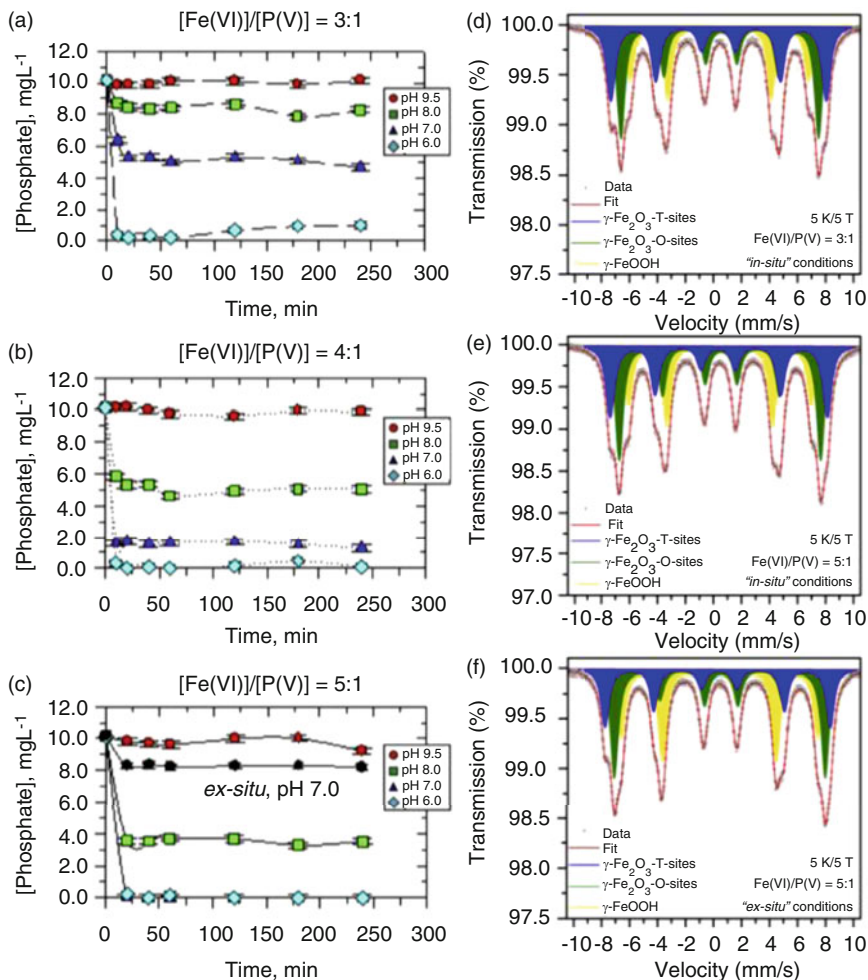 (a)
[Fe(VI)]/[P(V)] = 3:1
[Phosphate], mgL-1
12.0
10.0
8.0
6.0
4.0
2.0
0.0
pH 9.5
pH 8.0
pH 7.0
pH 6.0
0 50 100 150 200 250 300
Time, min
(b)
[Fe(VI)]/[P(V)] = 4:1
[Phosphate], mgL-1
12.0
10.0
8.0
6.0
4.0
2.0
0.0
pH 9.5
pH 8.0
pH 7.0
pH 6.0
0 50 100 150 200 250 300
Time, min
(c)
[Fe(VI)]/[P(V)] = 5:1
[Phosphate], mgL-1
12.0
10.0
8.0
6.0
4.0
2.0
0.0
pH 9.5
pH 8.0
pH 7.0
pH 6.0
ex-situ, pH 7.0
0 50 100 150 200 250 300
Time, min
(d)
Transmission (%)
100.0
99.5
99.0
98.5
98.0
97.5
Data
Fit
γ-Fe2O3-T-sites
5 K/5 T
γ-Fe2O3-O-sites
Fe(VI)/P(V) = 3:1
γ-FeOOH
"in-situ" conditions
-10 -8 -6 -4 -2 0 2 4 6 8 10
Velocity (mm/s)
(e)
Transmission (%)
100.0
99.5
99.0
98.5
98.0
97.5
97.0
Data
Fit
γ-Fe2O3-T-sites
5 K/5 T
γ-Fe2O3-O-sites
Fe(VI)/P(V) = 5:1
γ-FeOOH
"in-situ" conditions
-10 -8 -6 -4 -2 0 2 4 6 8 10
Velocity (mm/s)
(f)
Transmission (%)
100.0
99.5
99.0
98.5
98.0
97.5
Data
Fit
γ-Fe2O3-T-sites
5 K/5 T
γ-Fe2O3-O-sites
Fe(VI)/P(V) = 5:1
γ-FeOOH
"ex-situ" conditions
-10 -8 -6 -4 -2 0 2 4 6 8 10
Velocity (mm/s)